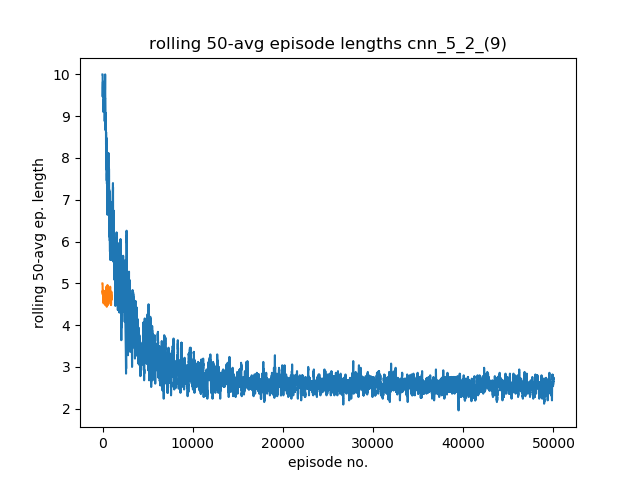 rolling 50-avg episode lengths cnn_5_2_(9)
rolling 50-avg ep. length
10
9
8
7
6
5
4
3
2
0 10000 20000 30000 40000 50000
episode no.